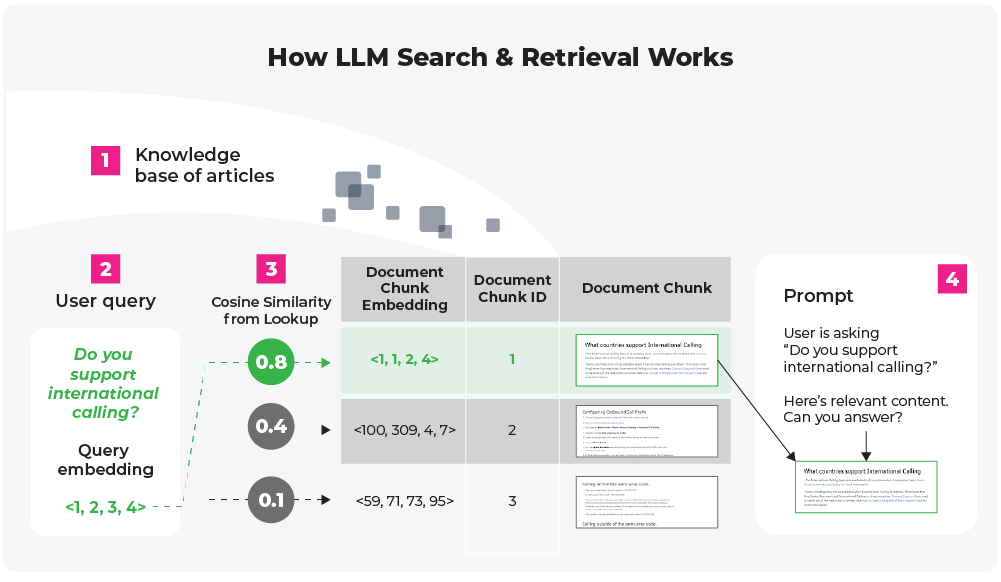 How LLM Search & Retrieval Works
1
Knowledge
base of articles
2
User query
Do you
support
international
calling?
Query
embedding
<1, 2, 3, 4>
3
Cosine Similarity
from Lookup
0.8
0.4
0.1
Document
Chunk
Embedding
Document
Chunk ID
Document Chunk
<1, 1, 2, 4>
1
What countries support International Calling
<100, 309, 4, 7>
2
Configuring Outbound Call Prefix
<59, 71, 73, 95>
3
Calling within the same area code.
Calling outside of the same area code.
4
Prompt
User is asking
“Do you support
international calling?”
Here’s relevant content.
Can you answer?
What countries support International Calling